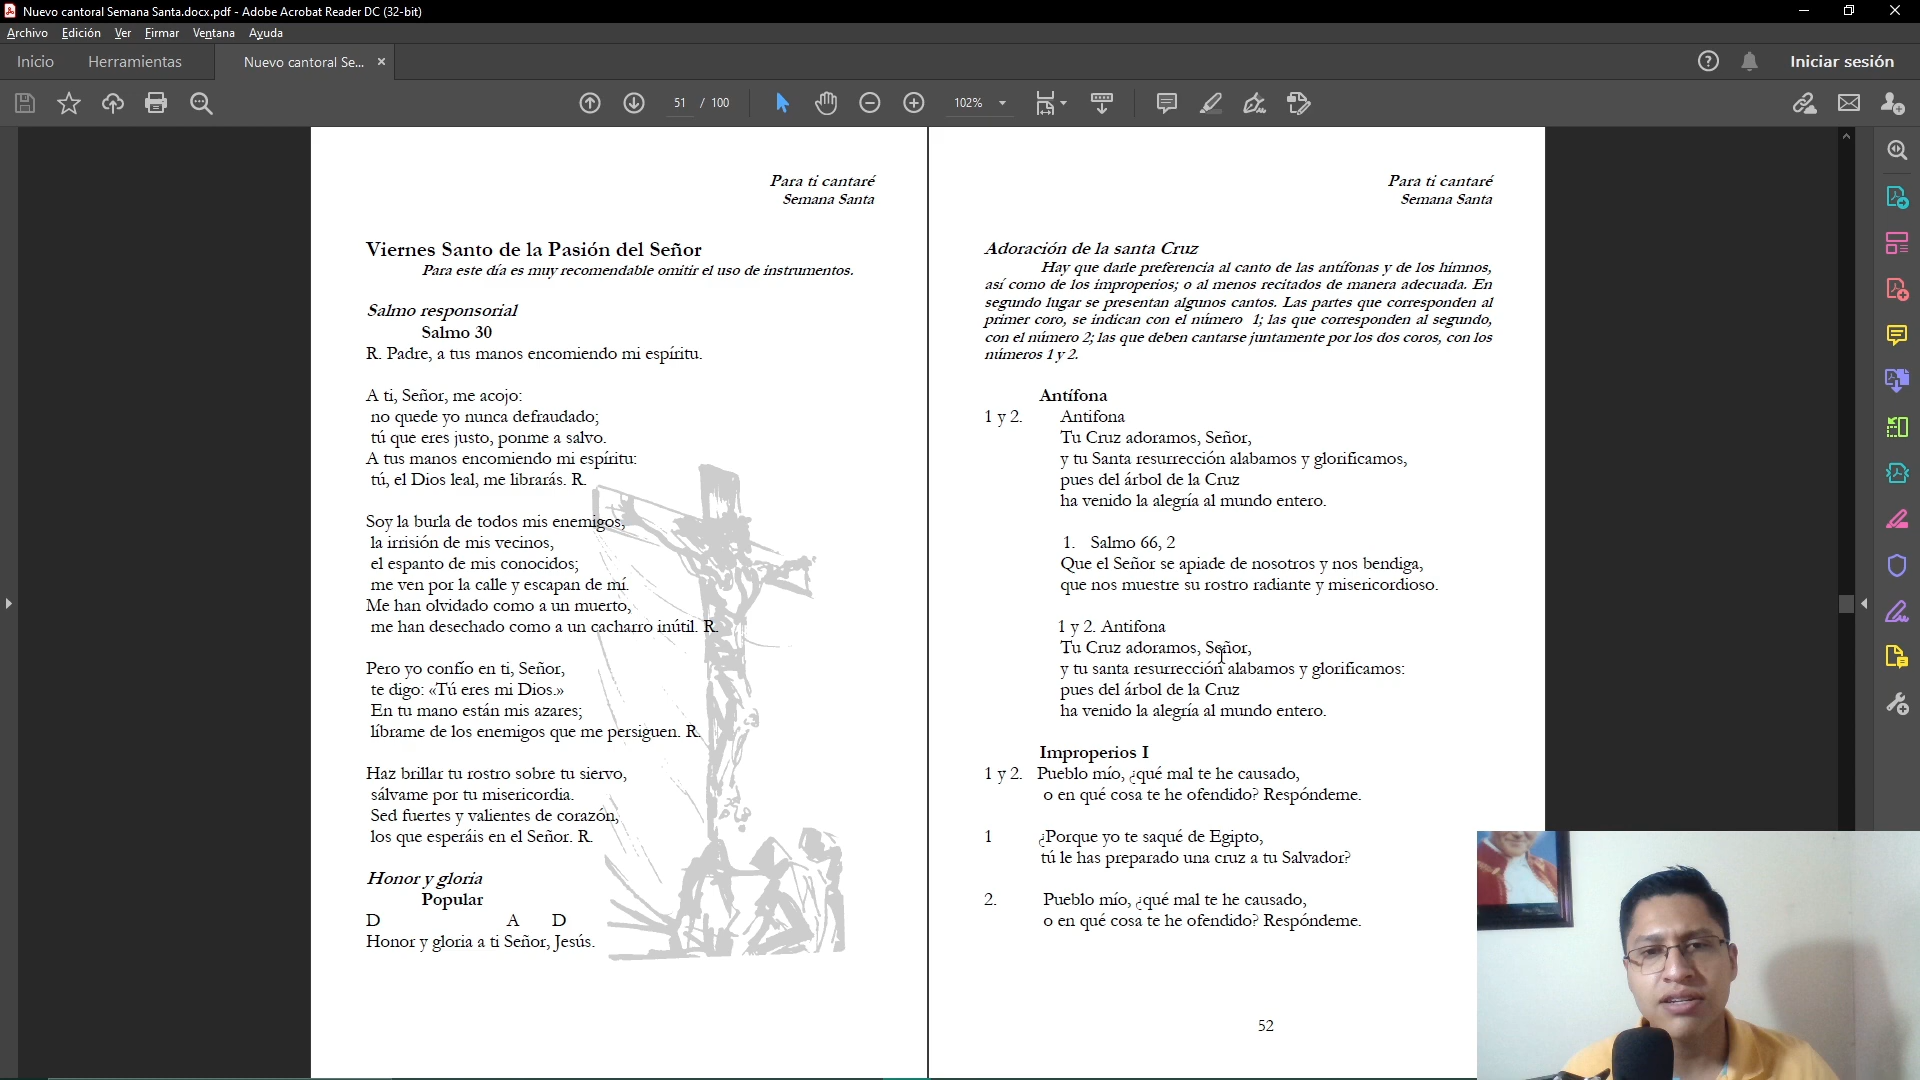 Nuevo cantoral Semana Santa.docx.pdf - Adobe Acrobat Reader DC (32-bit)
Archivo Edición Ver Firmar Ventana Ayuda
Inicio Herramientas Nuevo cantoral Se... Iniciar sesión
51 / 100 102%
Para ti cantaré
Semana Santa
Viernes Santo de la Pasión del Señor
Para este día es muy recomendable omitir el uso de instrumentos.
Salmo responsorial
Salmo 30
R. Padre, a tus manos encomiendo mi espíritu.
A ti, Señor, me acojo:
no quede yo nunca defraudado;
tú que eres justo, ponme a salvo.
A tus manos encomiendo mi espíritu:
tú, el Dios leal, me librarás. R.
Soy la burla de todos mis enemigos,
la irrisión de mis vecinos,
el espanto de mis conocidos;
me ven por la calle y escapan de mí.
Me han olvidado como a un muerto,
me han desechado como a un cacharro inútil. R.
Pero yo confío en ti, Señor,
te digo: «Tú eres mi Dios.»
En tu mano están mis azares;
líbrame de los enemigos que me persiguen. R.
Haz brillar tu rostro sobre tu siervo,
sálvame por tu misericordia.
Sed fuertes y valientes de corazón,
los que esperáis en el Señor. R.
Honor y gloria
Popular
D A D
Honor y gloria a ti Señor, Jesús.
Para ti cantaré
Semana Santa
Adoración de la santa Cruz
Hay que darle preferencia al canto de las antífonas y de los himnos,
así como de los improperios; o al menos recitados de manera adecuada. En
segundo lugar se presentan algunos cantos. Las partes que corresponden al
primer coro, se indican con el número 1; las que corresponden al segundo,
con el número 2; las que deben cantarse juntamente por los dos coros, con los
números 1 y 2.
Antífona
1 y 2. Antifona
Tu Cruz adoramos, Señor,
y tu Santa resurrección alabamos y glorificamos,
pues del árbol de la Cruz
ha venido la alegría al mundo entero.
1. Salmo 66, 2
Que el Señor se apiade de nosotros y nos bendiga,
que nos muestre su rostro radiante y misericordioso.
1 y 2. Antifona
Tu Cruz adoramos, Señor,
y tu santa resurrección alabamos y glorificamos:
pues del árbol de la Cruz
ha venido la alegría al mundo entero.
Improperios I
1 y 2. Pueblo mío, ¿qué mal te he causado,
o en qué cosa te he ofendido? Respóndeme.
1 ¿Porque yo te saqué de Egipto,
tú le has preparado una cruz a tu Salvador?
2. Pueblo mío, ¿qué mal te he causado,
o en qué cosa te he ofendido? Respóndeme.
52